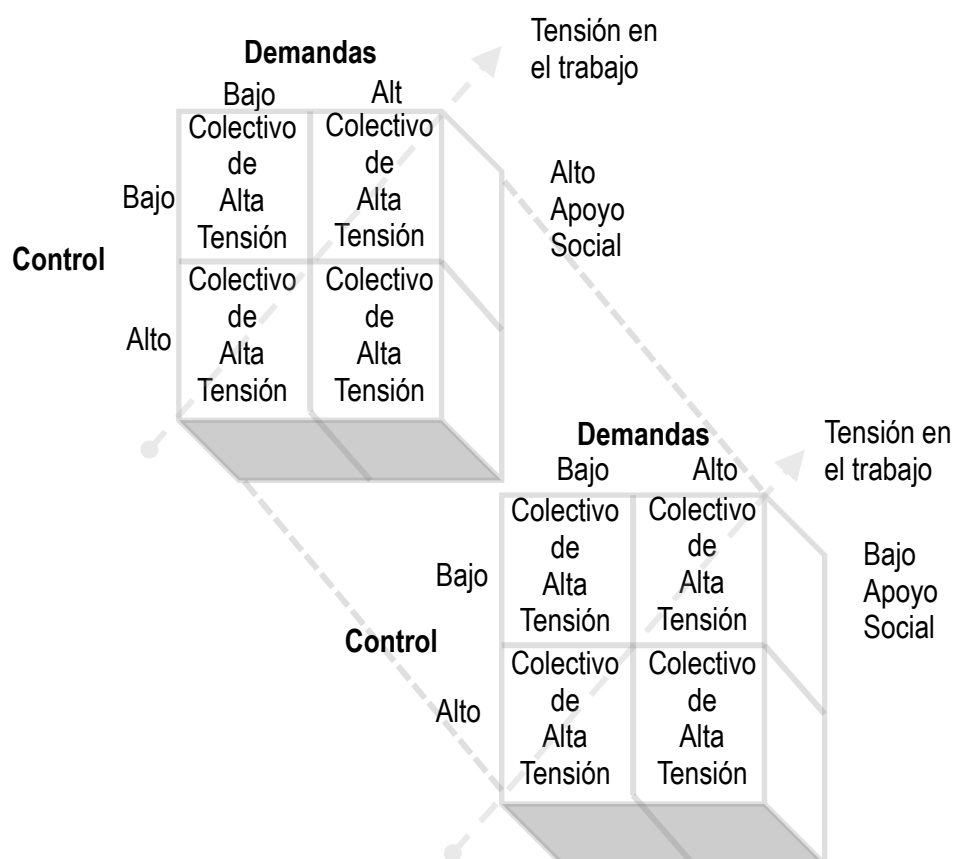 Tensión en
el trabajo
Demandas
Bajo
Alt
Colectivo
de
Alta
Tensión
Colectivo
de
Alta
Tensión
Bajo
Alto
Apoyo
Social
Control
Colectivo
de
Alta
Tensión
Colectivo
de
Alta
Tensión
Alto
Tensión en
el trabajo
Demandas
Bajo
Alto
Colectivo
de
Alta
Tensión
Colectivo
de
Alta
Tensión
Bajo
Bajo
Apoyo
Social
Control
Colectivo
de
Alta
Tensión
Colectivo
de
Alta
Tensión
Alto